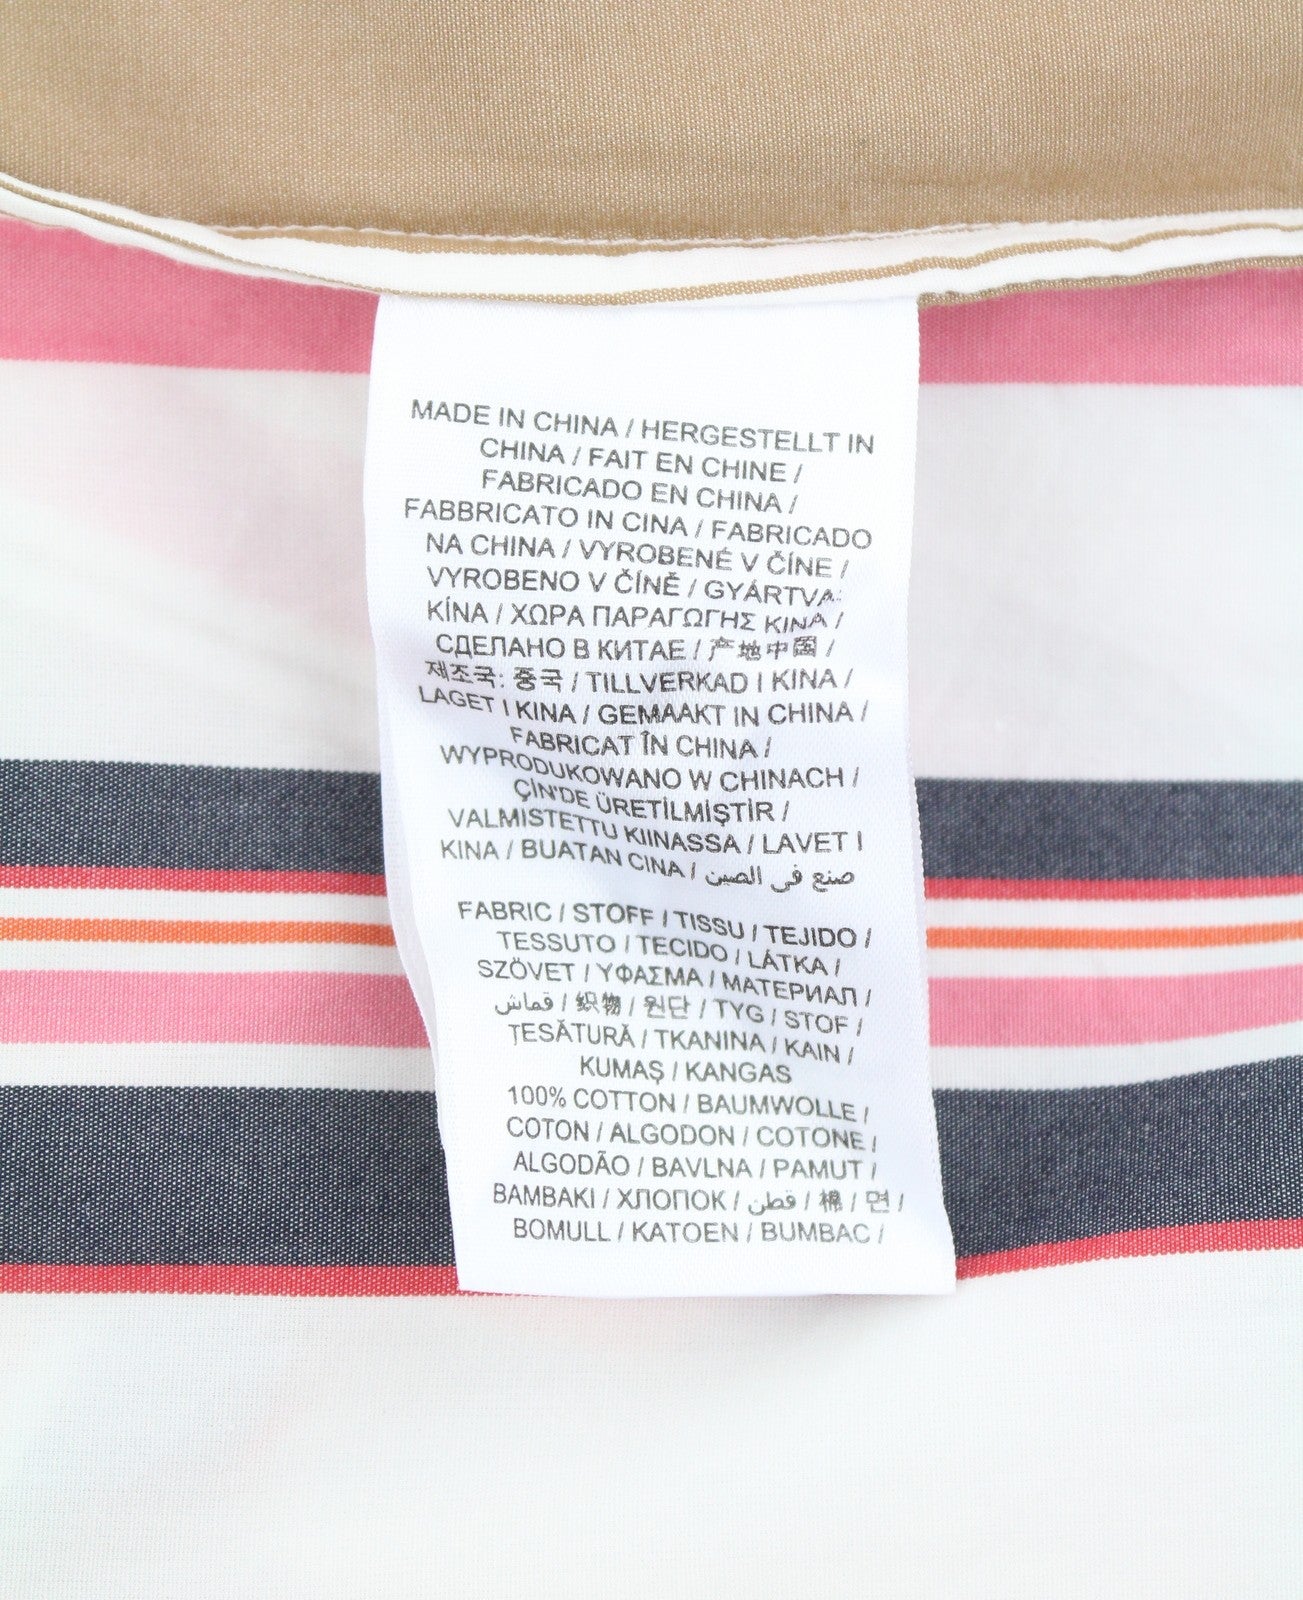 MADE IN CHINA / HERGESTELLT IN
CHINA / FAIT EN CHINE /
FABRICADO EN CHINA /
FABBRICATO IN CINA / FABRICADO
NA CHINA / VYROBENÉ V ČÍNE /
VYROBENO V ČÍNĚ / GYÁRTVA:
KÍNA / ΧΩΡΑ ΠΑΡΑΓΩΓΗΣ ΚΙΝΑ /
СДЕЛАНО В КИТАЕ / 产地中国 /
제조국: 중국 / TILLVERKAD I KINA /
LAGET I KINA / GEMAAKT IN CHINA /
FABRICAT ÎN CHINA /
WYPRODUKOWANO W CHINACH /
ÇİN'DE ÜRETİLMİŞTİR /
VALMISTETTU KIINASSA / LAVET I
KINA / BUATAN CINA / صنع في الصين
FABRIC / STOFF / TISSU / TEJIDO /
TESSUTO / TECIDO / LÁTKA /
SZÖVET / ΥΦΑΣΜΑ / МАТЕРИАЛ /
قماش / 织物 / 원단 / TYG / STOF /
ȚESĂTURĂ / TKANINA / KAIN /
KUMAŞ / KANGAS
100% COTTON / BAUMWOLLE /
COTON / ALGODON / COTONE /
ALGODÃO / BAVLNA / PAMUT /
BAMBAKI / ХЛОПОК / قطن / 棉 / 면 /
BOMULL / KATOEN / BUMBAC /